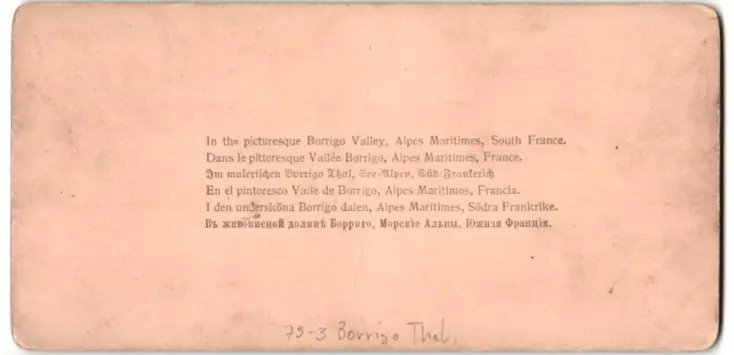 In the picturesque Borrigo Valley, Alpes Maritimes, South France.
Dans le pittoresque Vallée Borrigo, Alpes Maritimes, France.
Im malerischen Borrigo Thal, See-Alpen, Süd-Frankreich
En el pintoresco Valle de Borrigo, Alpes Maritimes, Francia.
I den undersköna Borrigo dalen, Alpes Maritimes, Södra Frankrike.
Въ живописной долинѣ Борриго, Морскіе Альпы, Южная Франція.
79-3 Borrigo Thal.